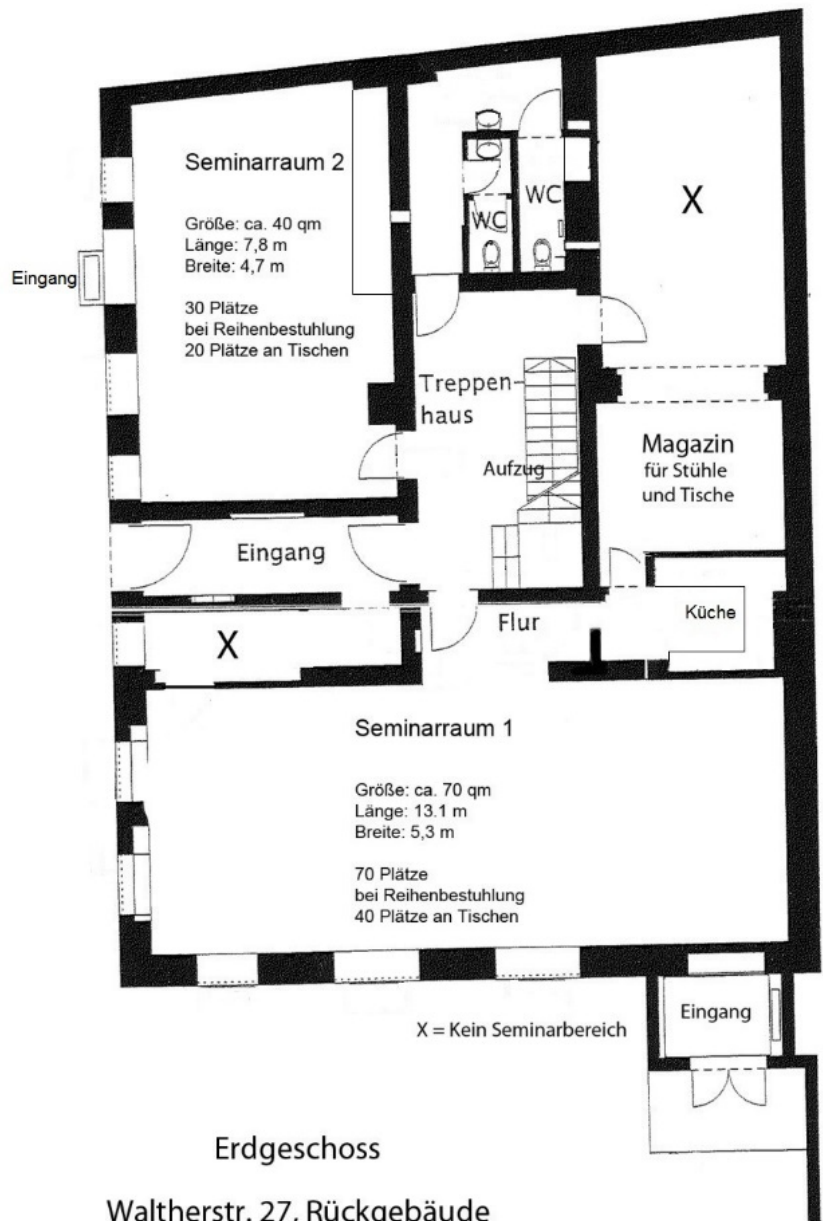 Seminarraum 2
Größe: ca. 40 qm
Länge: 7,8 m
Breite: 4,7 m
30 Plätze
bei Reihenbestuhlung
20 Plätze an Tischen
Eingang
WC
WC
X
Treppen-
haus
Aufzug
Magazin
für Stühle
und Tische
Eingang
X
Flur
Küche
Seminarraum 1
Größe: ca. 70 qm
Länge: 13.1 m
Breite: 5,3 m
70 Plätze
bei Reihenbestuhlung
40 Plätze an Tischen
X = Kein Seminarbereich
Eingang
Erdgeschoss
Waltherstr. 27, Rückgebäude